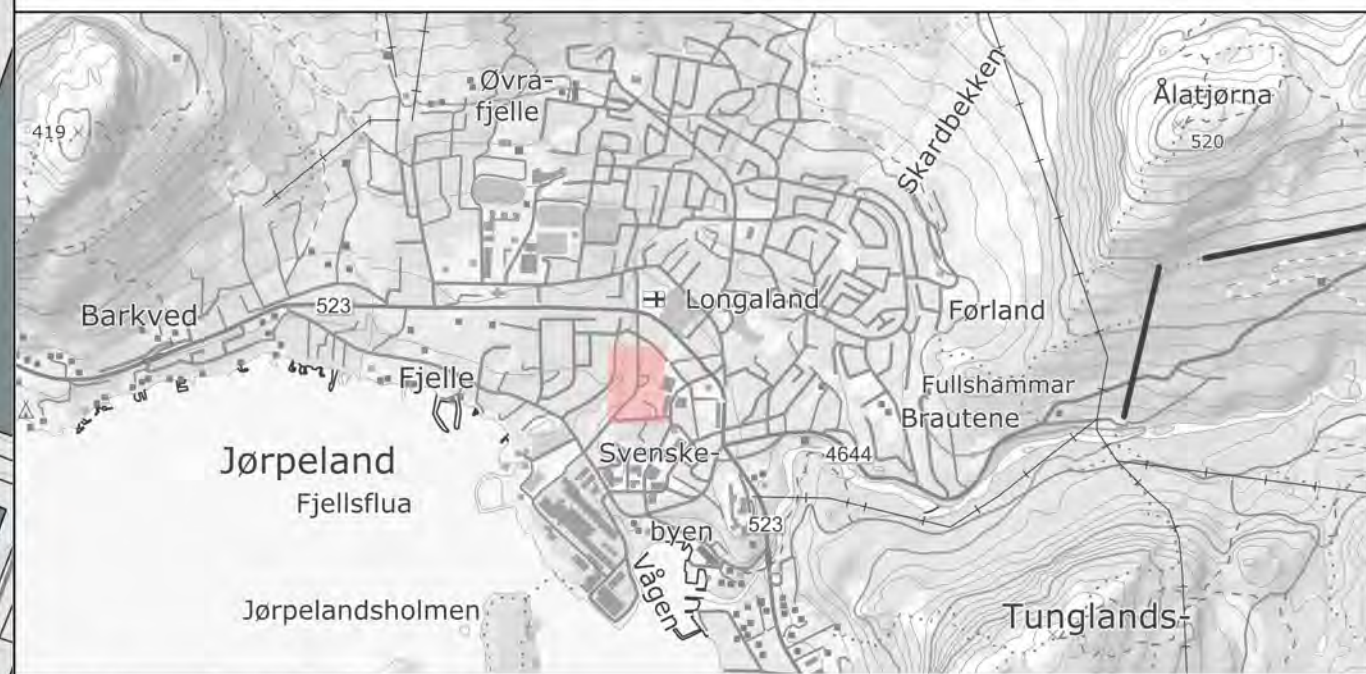 Øvra-
fjelle
Skardbekken
Ålatjørna
520
419
Barkved
523
Longaland
Førland
Fjelle
Fullshammar
Brautene
Jørpeland
Svenske-
4644
Fjellsflua
byen
523
Vågen
Jørpelandsholmen
Tunglands-